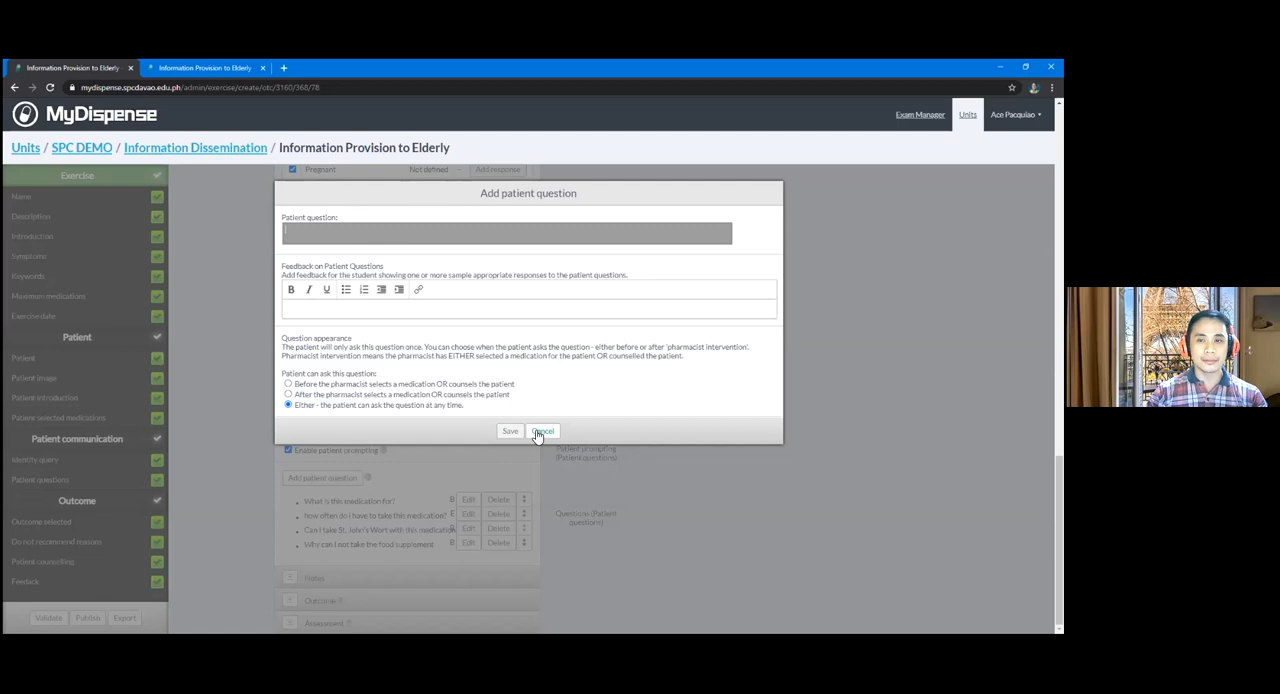 Information Provision to Elderly
Information Provision to Elderly
mydispense.spcdavao.edu.ph/admin/exercise/create/otc/3160/368/78
MyDispense
Exam Manager
Units
Ace Pacquiao
Units / SPC DEMO / Information Dissemination / Information Provision to Elderly
Exercise
Name
Description
Introduction
Symptoms
Keywords
Maximum medications
Exercise date
Patient
Patient
Patient image
Patient introduction
Patient selected medications
Patient communication
Identity query
Patient questions
Outcome
Outcome selected
Do not recommend reasons
Patient counselling
Feedack
Validate
Publish
Export
Pregnant
Not defined
Add response
Add patient question
Patient question:
Feedback on Patient Questions
Add feedback for the student showing one or more sample appropriate responses to the patient questions.
B I U
Question appearance
The patient will only ask this question once. You can choose when the patient asks the question - either before or after 'pharmacist intervention'.
Pharmacist intervention means the pharmacist has EITHER selected a medication for the patient OR counselled the patient.
Patient can ask this question:
Before the pharmacist selects a medication OR counsels the patient
After the pharmacist selects a medication OR counsels the patient
Either - the patient can ask the question at any time.
Save
Cancel
Enable patient prompting
Patient prompting
(Patient questions)
Add patient question
What is this medication for? B Edit Delete
how often do I have to take this medication? E Edit Delete
Can I take St. John's Wort with this medication Edit Delete
Why can I not take the food supplement B Edit Delete
Questions (Patient
questions)
Notes
Outcome ?
Assessment ?